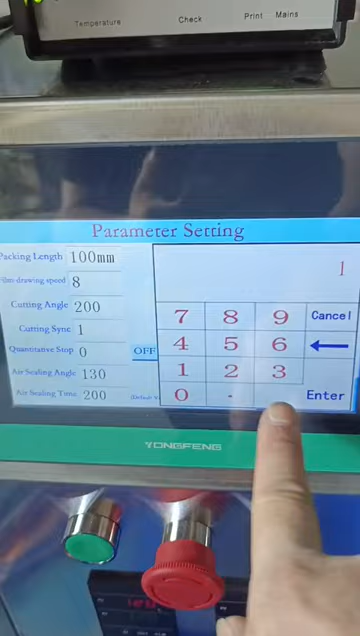 Temperature Check Print Mains
Parameter Setting
Packing Length 100mm
Film drawing speed 8
Cutting Angle 200
Cutting Sync 1
Quantitative Stop 0 OFF
Air Sealing Angle 130
Air Sealing Time 200
1
7 8 9 Cancel
4 5 6 ←
1 2 3
0 . Enter
YONGFENG